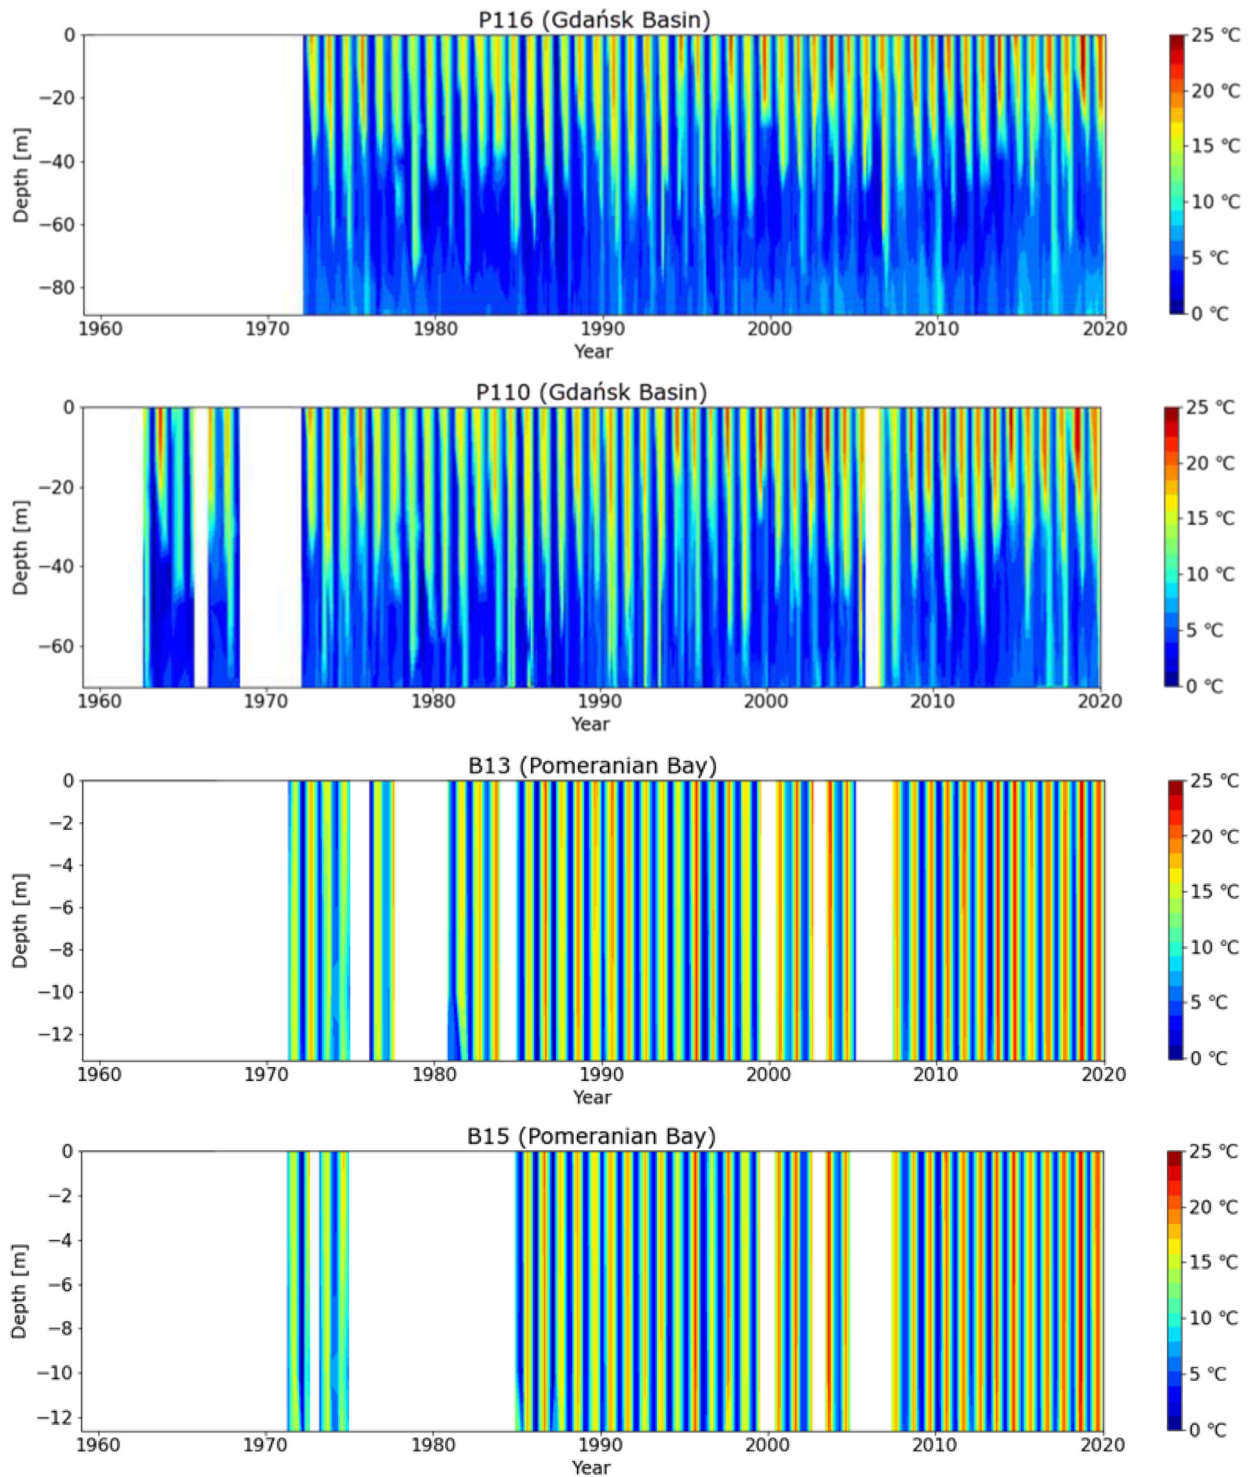 P116 (Gdańsk Basin)
0
−20
−40
−60
−80
Depth [m]
1960 1970 1980 1990 2000 2010 2020
Year
25 °C
20 °C
15 °C
10 °C
5 °C
0 °C
P110 (Gdańsk Basin)
0
−20
−40
−60
Depth [m]
1960 1970 1980 1990 2000 2010 2020
Year
25 °C
20 °C
15 °C
10 °C
5 °C
0 °C
B13 (Pomeranian Bay)
0
−2
−4
−6
−8
−10
−12
Depth [m]
1960 1970 1980 1990 2000 2010 2020
Year
25 °C
20 °C
15 °C
10 °C
5 °C
0 °C
B15 (Pomeranian Bay)
0
−2
−4
−6
−8
−10
−12
Depth [m]
1960 1970 1980 1990 2000 2010 2020
Year
25 °C
20 °C
15 °C
10 °C
5 °C
0 °C